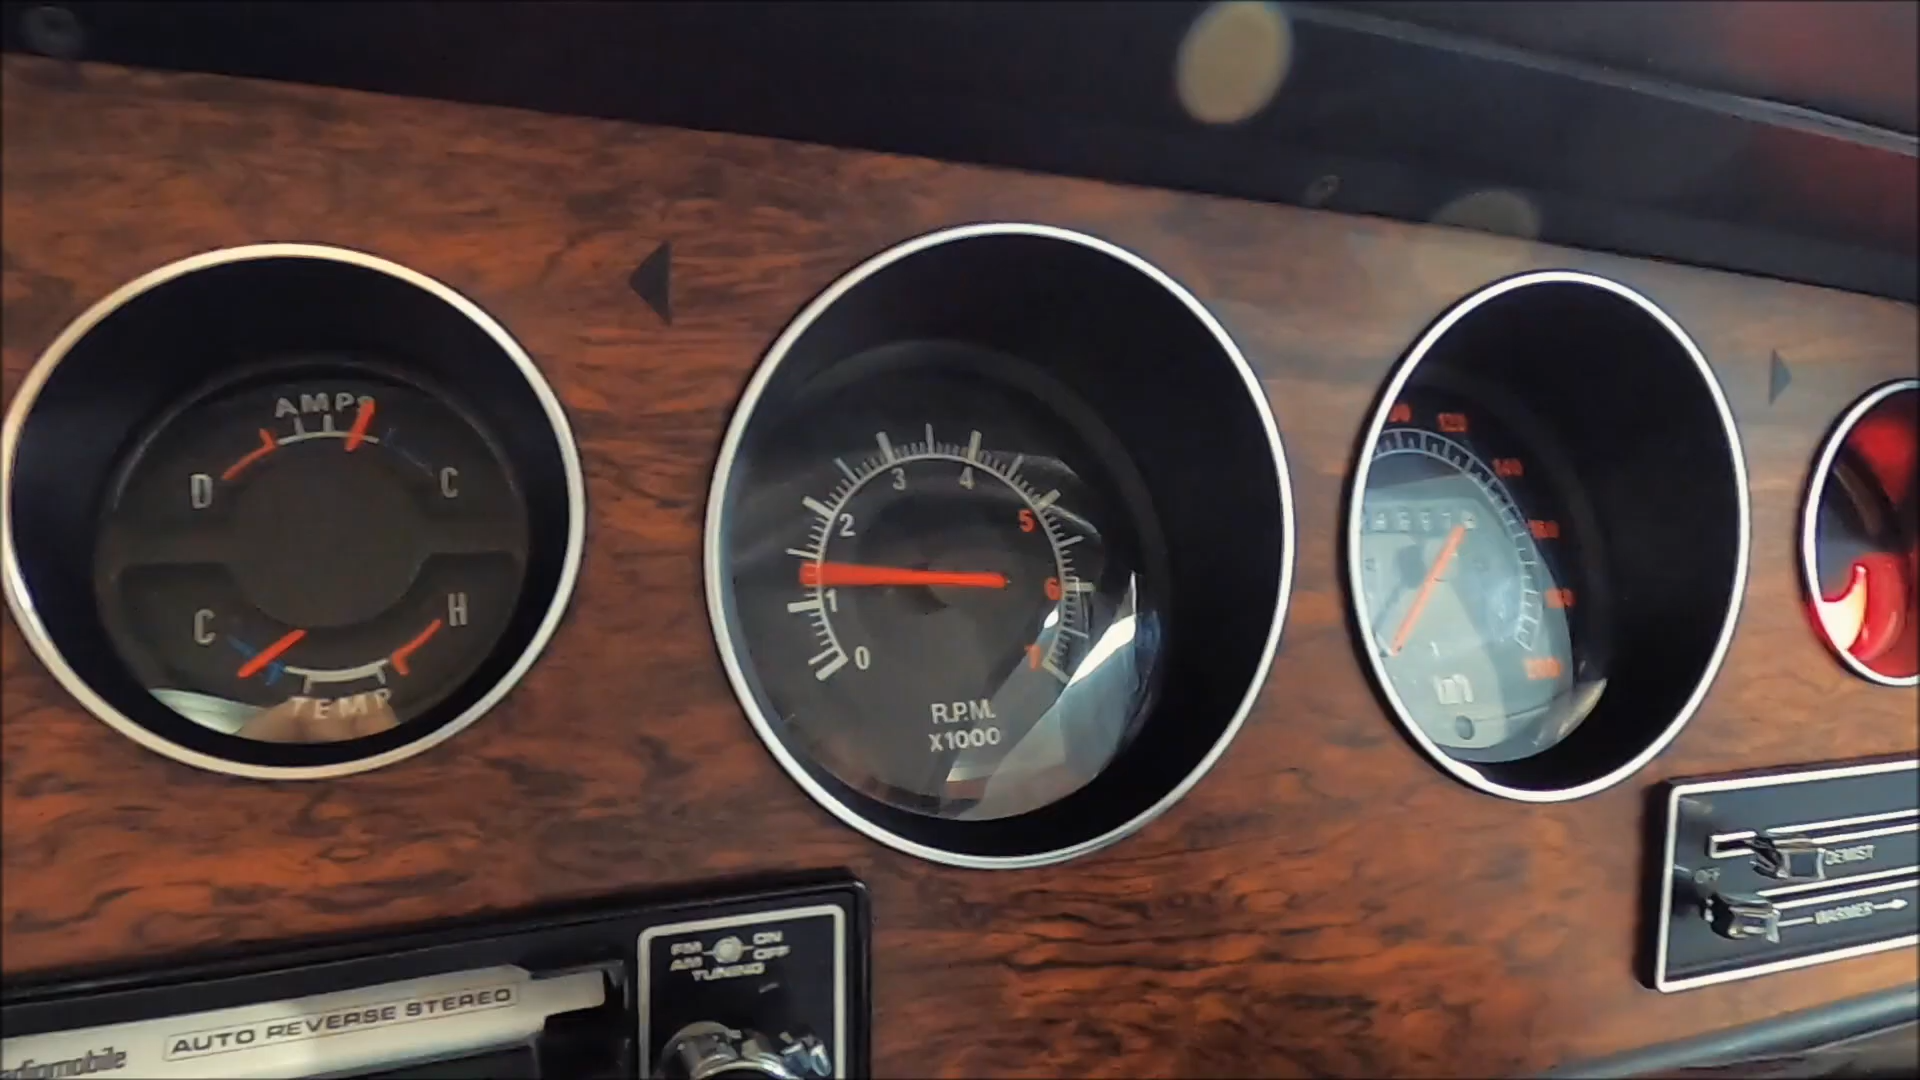 AMPS
D
C
C
H
TEMP
0
1
2
3
4
5
6
7
R.P.M.
X1000
120
140
160
200
OFF
DEMIST
WARMER
FM
ON
AM
OFF
TUNING
AUTO REVERSE STEREO